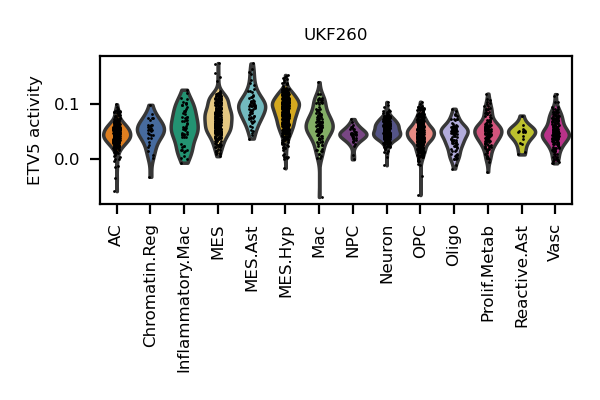 UKF260
ETV5 activity
0.1
0.0
AC
Chromatin.Reg
Inflammatory.Mac
MES
MES.Ast
MES.Hyp
Mac
NPC
Neuron
OPC
Oligo
Prolif.Metab
Reactive.Ast
Vasc